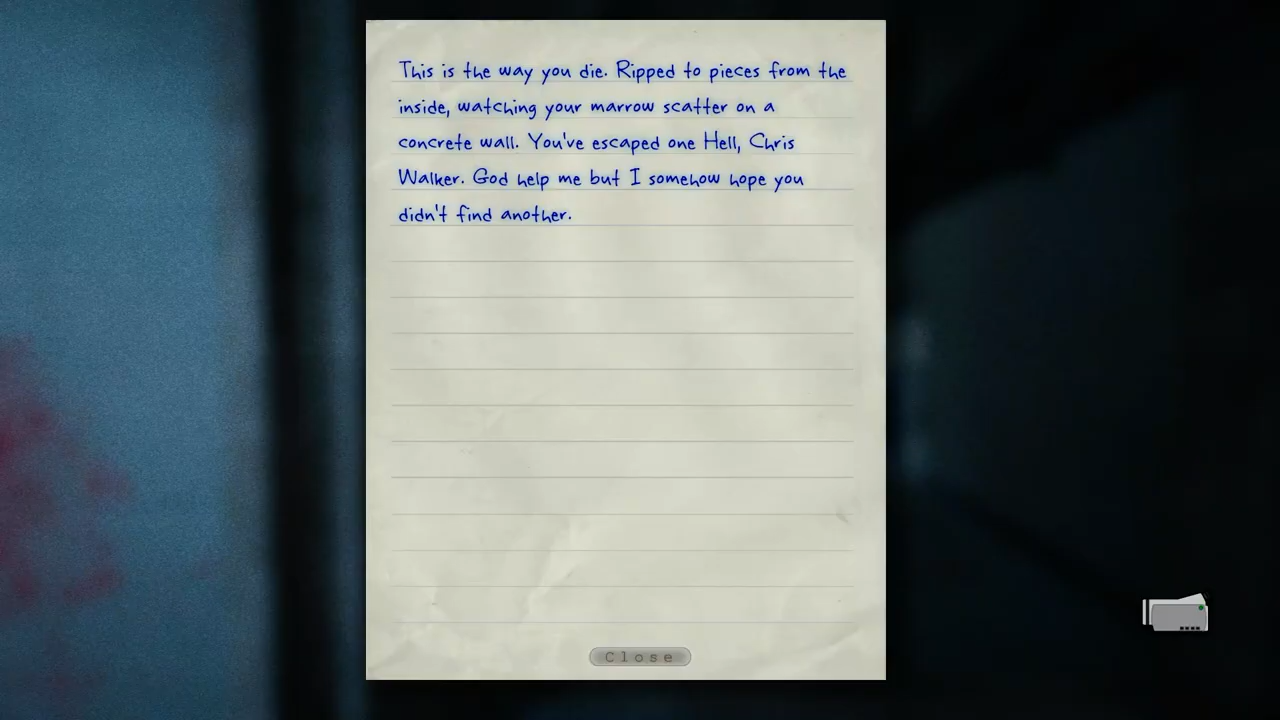 This is the way you die. Ripped to pieces from the
inside, watching your marrow scatter on a
concrete wall. You've escaped one Hell, Chris
Walker. God help me but I somehow hope you
didn't find another.
Close